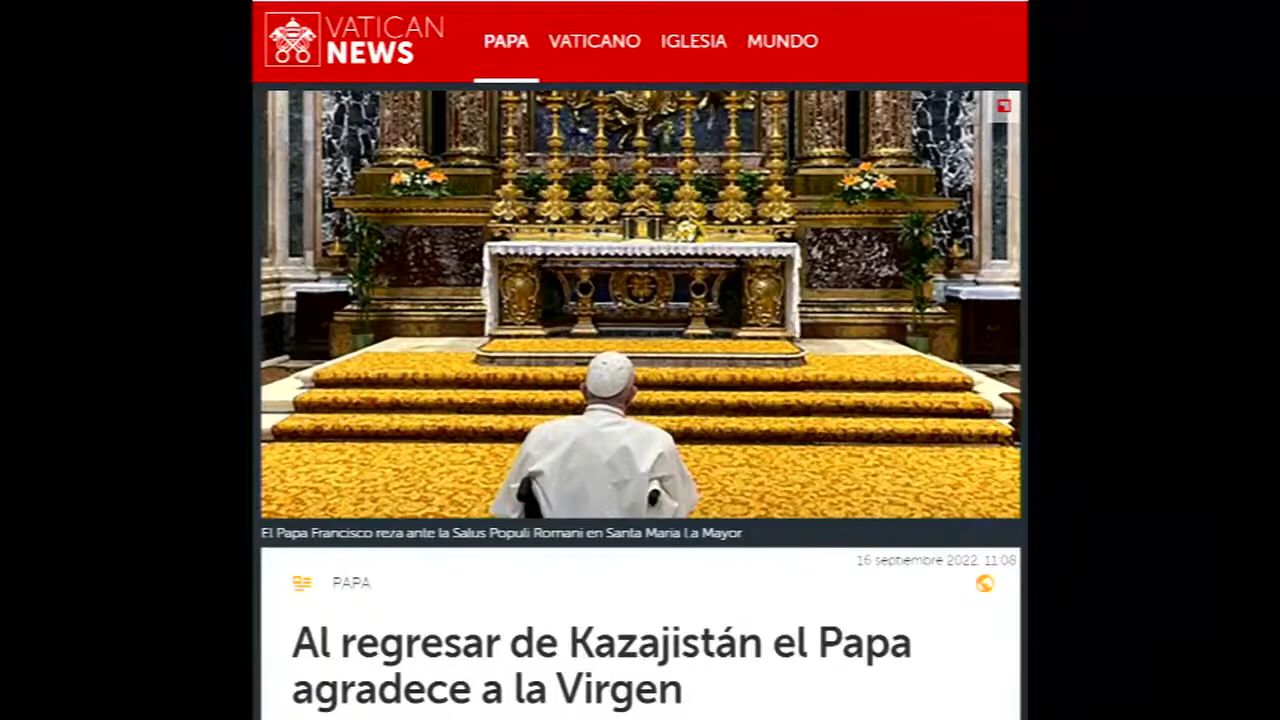 VATICAN
NEWS
PAPA VATICANO IGLESIA MUNDO
El Papa Francisco reza ante la Salus Populi Romani en Santa Maria La Mayor
16 septiembre 2022, 11:08
PAPA
Al regresar de Kazajistán el Papa
agradece a la Virgen